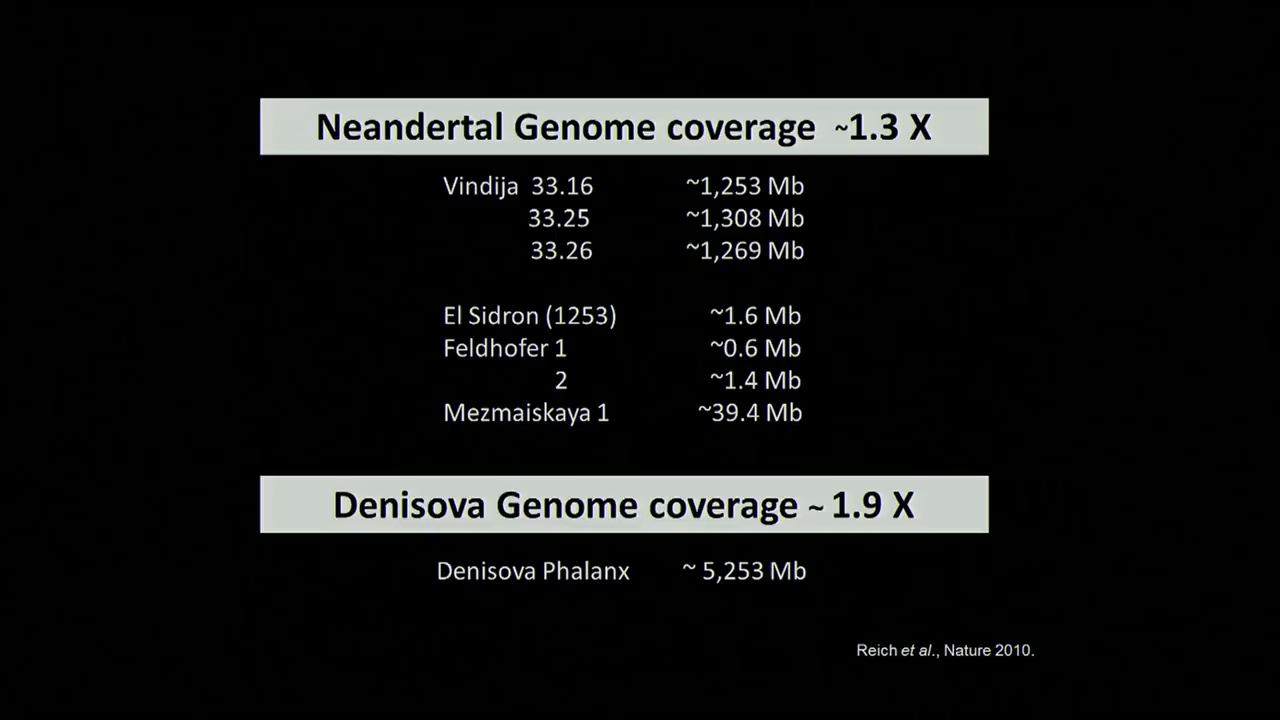 Neandertal Genome coverage ~1.3 X
Vindija 33.16 ~1,253 Mb
33.25 ~1,308 Mb
33.26 ~1,269 Mb
El Sidron (1253) ~1.6 Mb
Feldhofer 1 ~0.6 Mb
2 ~1.4 Mb
Mezmaiskaya 1 ~39.4 Mb
Denisova Genome coverage ~ 1.9 X
Denisova Phalanx ~ 5,253 Mb
Reich et al., Nature 2010.